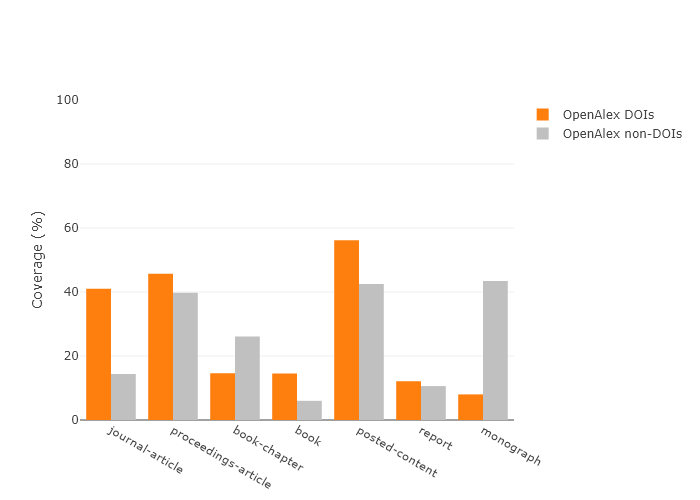 100
80
60
40
20
0
Coverage (%)
journal-article
proceedings-article
book-chapter
book
posted-content
report
monograph
OpenAlex DOIs
OpenAlex non-DOIs